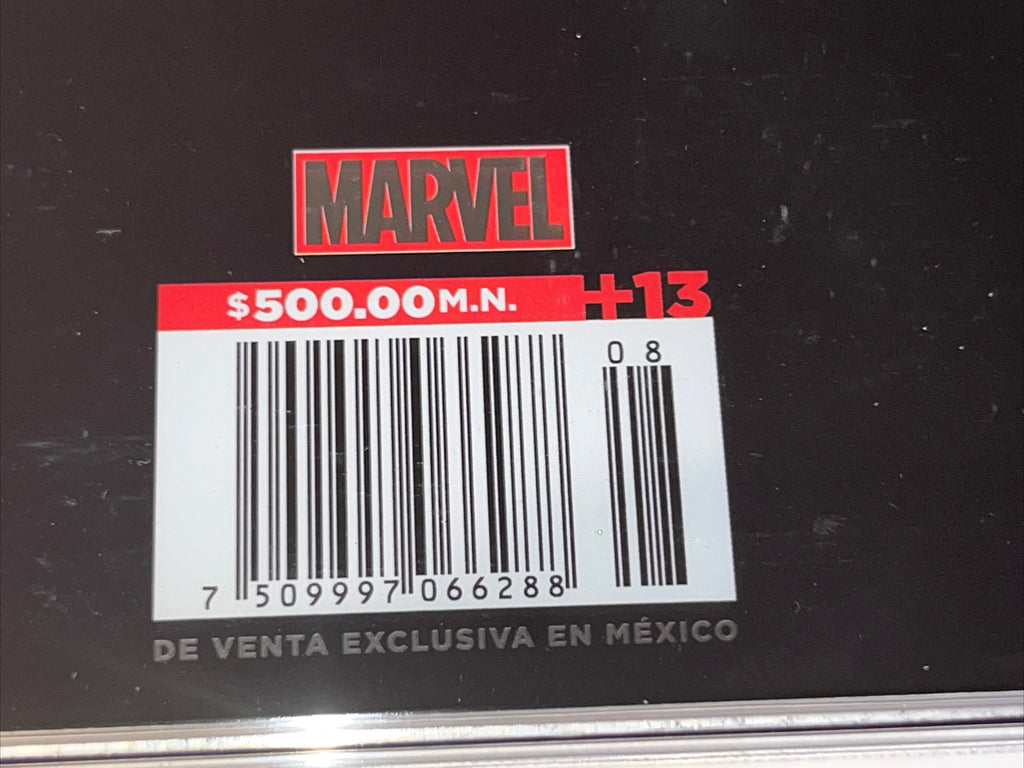 MARVEL
$500.00 M.N. +13
08
7 509997 066288
DE VENTA EXCLUSIVA EN MÉXICO